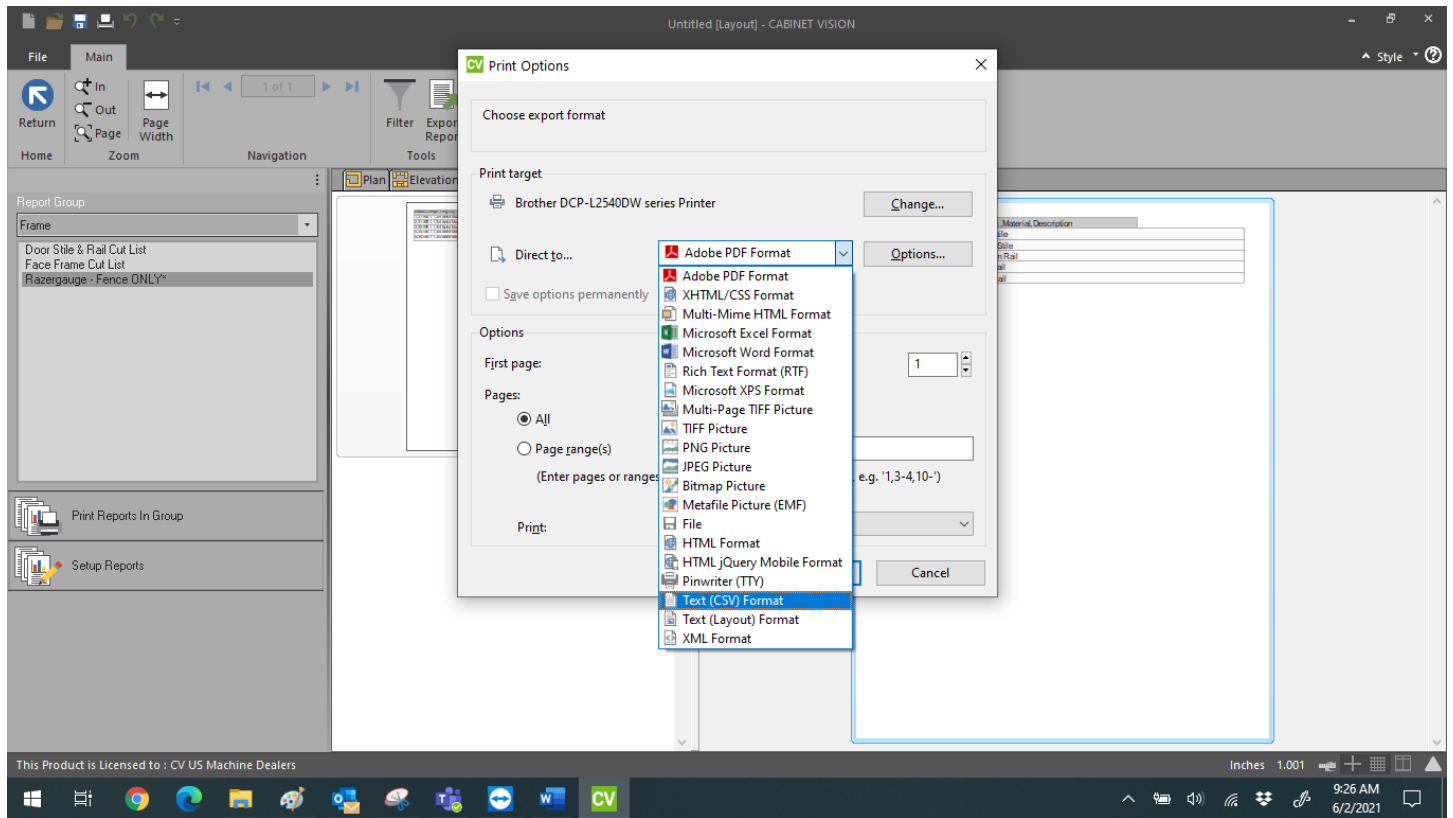 Untitled [Layout] - CABINET VISION
File
Main
Style
Return
In
Out
Page
Page
Width
1 of 1
Filter
Expor
Repor
Home
Zoom
Navigation
Tools
Report Group
Frame
Door Stile & Rail Cut List
Face Frame Cut List
Razergauge - Fence ONLY*
Print Reports In Group
Setup Reports
Plan
Elevation
CV Print Options
Choose export format
Print target
Brother DCP-L2540DW series Printer
Change...
Direct to...
Adobe PDF Format
Options...
Save options permanently
Adobe PDF Format
XHTML/CSS Format
Multi-Mime HTML Format
Microsoft Excel Format
Microsoft Word Format
Rich Text Format (RTF)
Microsoft XPS Format
Multi-Page TIFF Picture
TIFF Picture
PNG Picture
JPEG Picture
Bitmap Picture
Metafile Picture (EMF)
File
HTML Format
HTML jQuery Mobile Format
Pinwriter (TTY)
Text (CSV) Format
Text (Layout) Format
XML Format
Options
First page:
1
Pages:
All
Page range(s)
(Enter pages or ranges
, e.g. '1,3-4,10-')
Print:
Cancel
,Material,Description
Stile
Rail
This Product is Licensed to : CV US Machine Dealers
Inches 1.001
CV
9:26 AM
6/2/2021